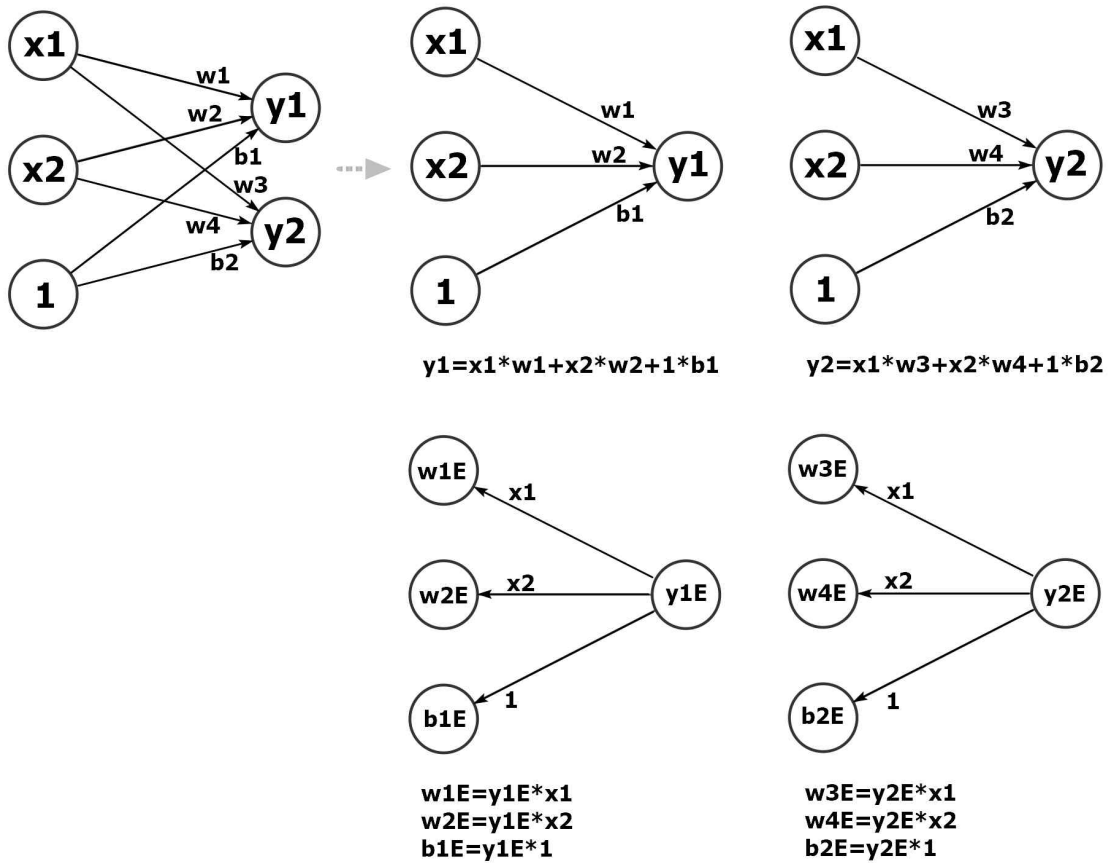 x1
x2
1
w1
w2
b1
w3
w4
b2
y1
y2
x1
x2
1
w1
w2
b1
y1
y1=x1*w1+x2*w2+1*b1
x1
x2
1
w3
w4
b2
y2
y2=x1*w3+x2*w4+1*b2
w1E
w2E
b1E
x1
x2
1
y1E
w1E=y1E*x1
w2E=y1E*x2
b1E=y1E*1
w3E
w4E
b2E
x1
x2
1
y2E
w3E=y2E*x1
w4E=y2E*x2
b2E=y2E*1